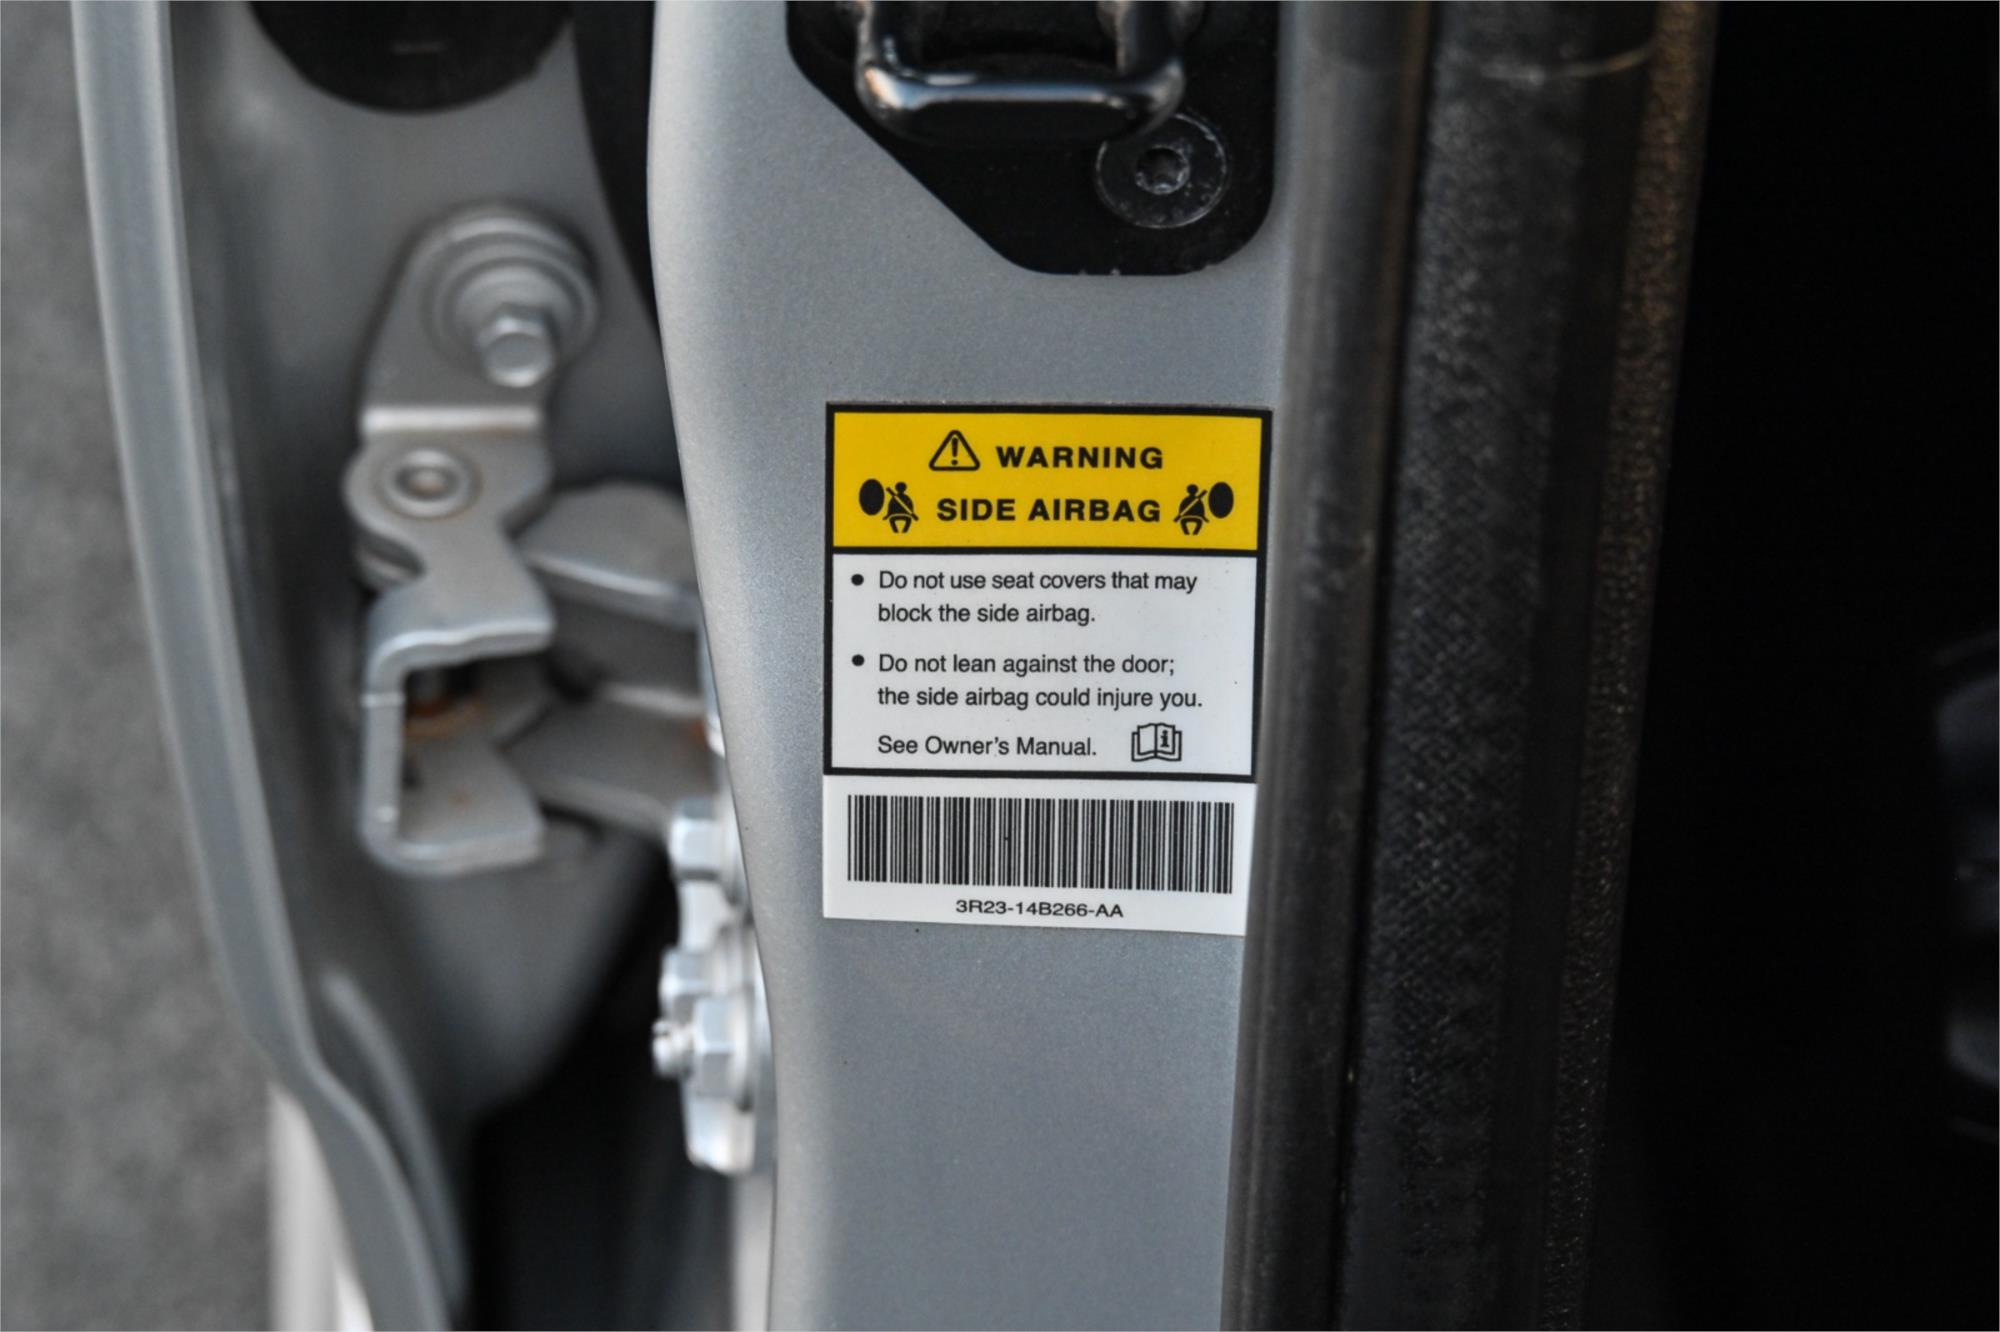 WARNING
SIDE AIRBAG
• Do not use seat covers that may
block the side airbag.
• Do not lean against the door;
the side airbag could injure you.
See Owner's Manual.
3R23-14B266-AA